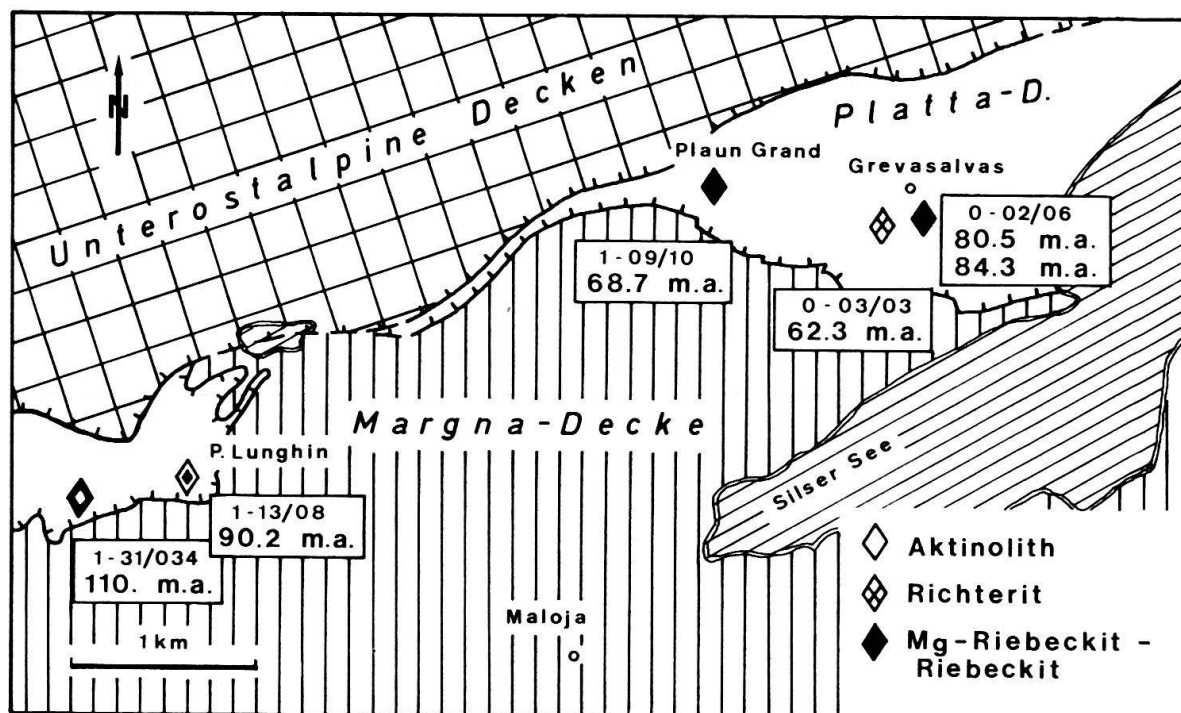 N
Unterostalpine Decken
Platta-D.
Plaun Grand
Grevasalvas
0-02/06
80.5 m.a.
84.3 m.a.
1-09/10
68.7 m.a.
0-03/03
62.3 m.a.
Margna-Decke
P. Lunghin
1-13/08
90.2 m.a.
1-31/034
110. m.a.
1km
Maloja
Silser See
Aktinolith
Richterit
Mg-Riebeckit -
Riebeckit